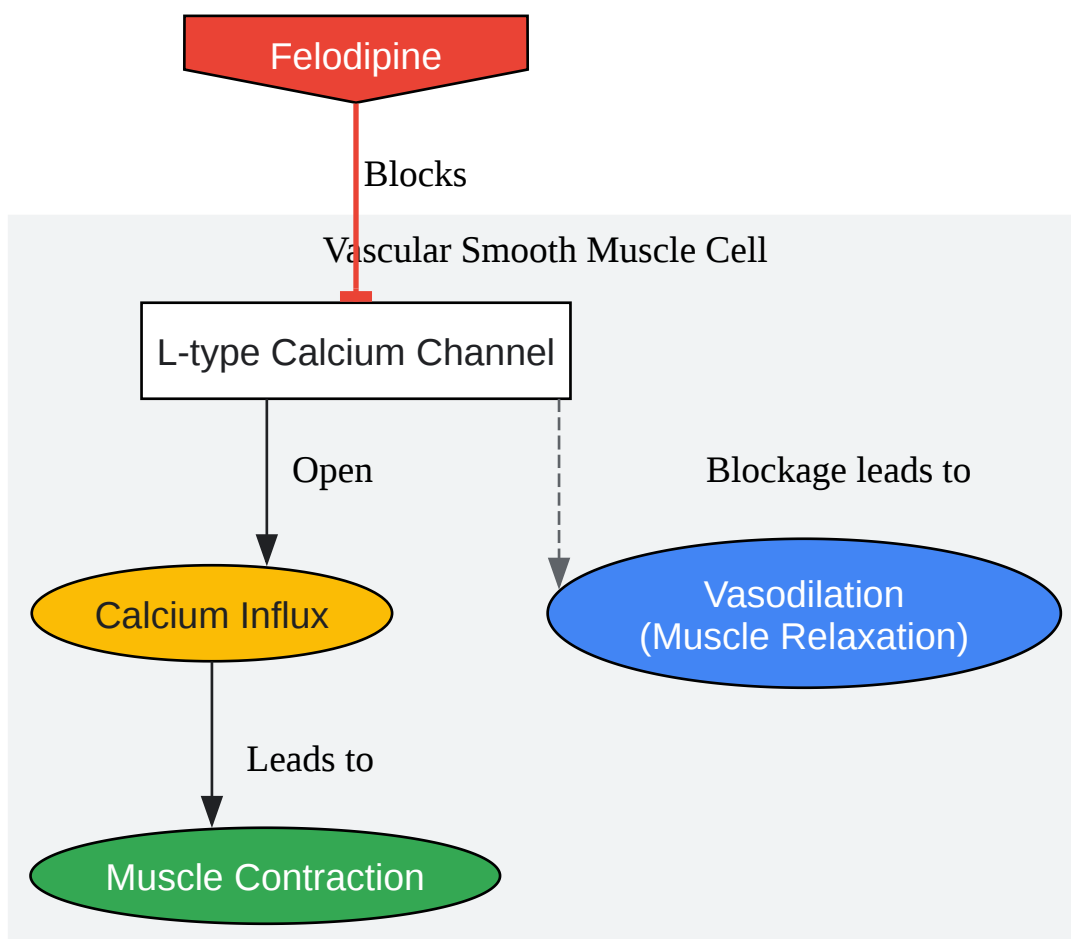 Felodipine
Blocks
Vascular Smooth Muscle Cell
L-type Calcium Channel
Open
Blockage leads to
Calcium Influx
Vasodilation
(Muscle Relaxation)
Leads to
Muscle Contraction